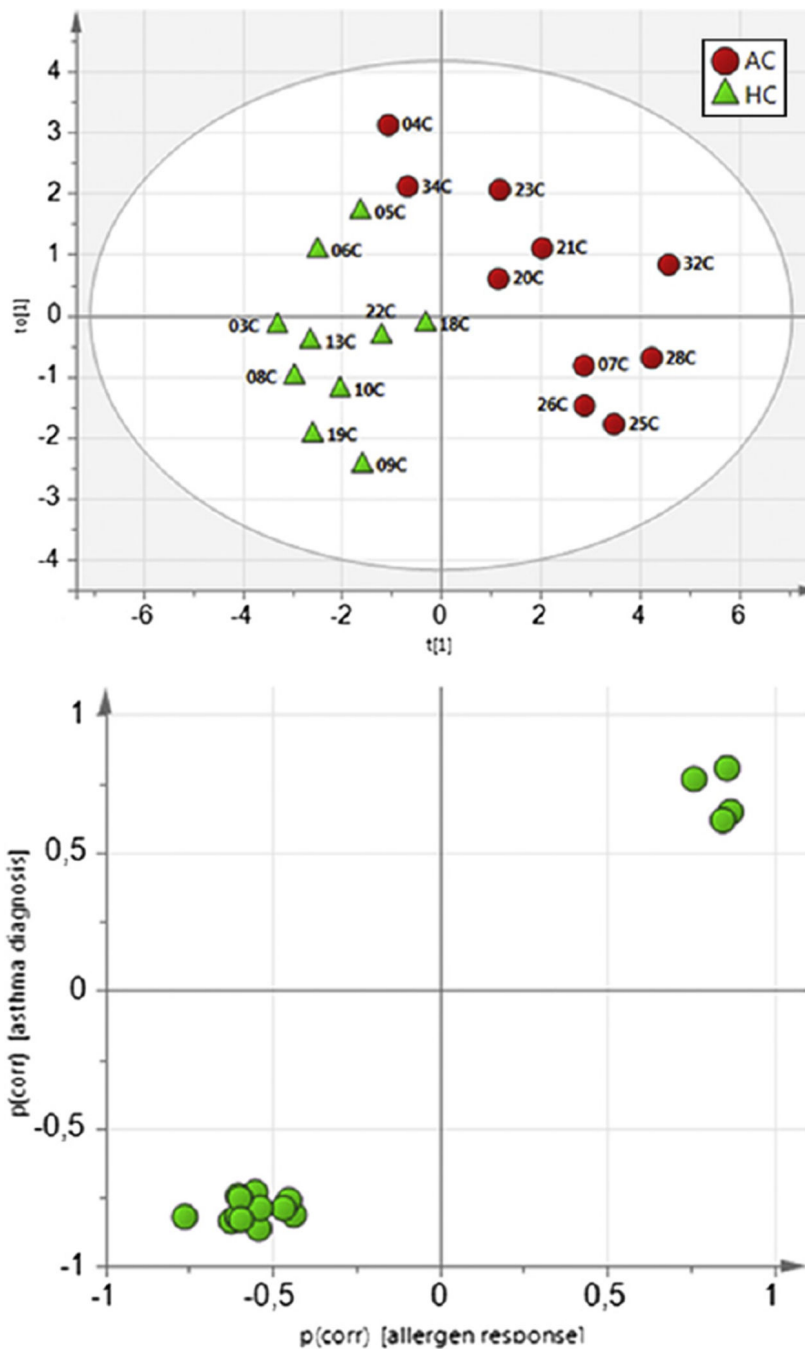 AC
HC
4
3
2
1
0
-1
-2
-3
-4
to[1]
04C
34C
23C
05C
06C
21C
32C
20C
22C
03C
18C
13C
08C
07C
28C
10C
26C
25C
19C
09C
-6
-4
-2
0
2
4
6
t[1]
1
0,5
0
-0,5
-1
p(corr) [asthma diagnosis]
-1
-0,5
0
0,5
1
p(corr) [allergen response]